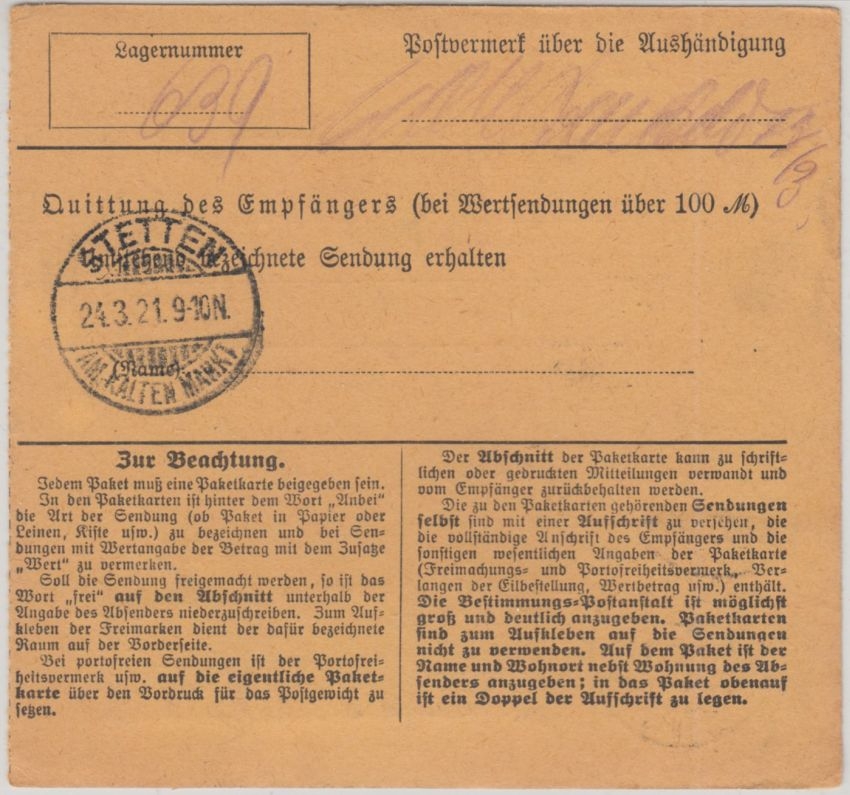 Lagernummer
639
Postvermerk über die Aushändigung
Quittung des Empfängers (bei Wertsendungen über 100 M)
Umstehend bezeichnete Sendung erhalten
STETTEN
24.3.21.9-10N.
AM KALTEN MARKT
(Name)
Zur Beachtung.
Jedem Paket muß eine Paketkarte beigegeben sein.
In den Paketkarten ist hinter dem Wort „Anbei“
die Art der Sendung (ob Paket in Papier oder
Leinen, Kiste usw.) zu bezeichnen und bei Sen-
dungen mit Wertangabe der Betrag mit dem Zusatze
„Wert“ zu vermerken.
Soll die Sendung freigemacht werden, so ist das
Wort „frei“ auf den Abschnitt unterhalb der
Angabe des Absenders niederzuschreiben. Zum Auf-
kleben der Freimarken dient der dafür bezeichnete
Raum auf der Vorderseite.
Bei portofreien Sendungen ist der Portofrei-
heitsvermerk usw. auf die eigentliche Paket-
karte über den Vordruck für das Postgewicht zu
setzen.
Der Abschnitt der Paketkarte kann zu schrift-
lichen oder gedruckten Mitteilungen verwandt und
vom Empfänger zurückbehalten werden.
Die zu den Paketkarten gehörenden Sendungen
selbst sind mit einer Aufschrift zu versehen, die
die vollständige Anschrift des Empfängers und die
sonstigen wesentlichen Angaben der Paketkarte
(Freimachungs- und Portofreiheitsvermerk, Ver-
langen der Eilbestellung, Wertbetrag usw.) enthält.
Die Bestimmungs-Postanstalt ist möglichst
groß und deutlich anzugeben. Paketkarten
sind zum Aufkleben auf die Sendungen
nicht zu verwenden. Auf dem Paket ist der
Name und Wohnort nebst Wohnung des Ab-
senders anzugeben; in das Paket obenauf
ist ein Doppel der Aufschrift zu legen.